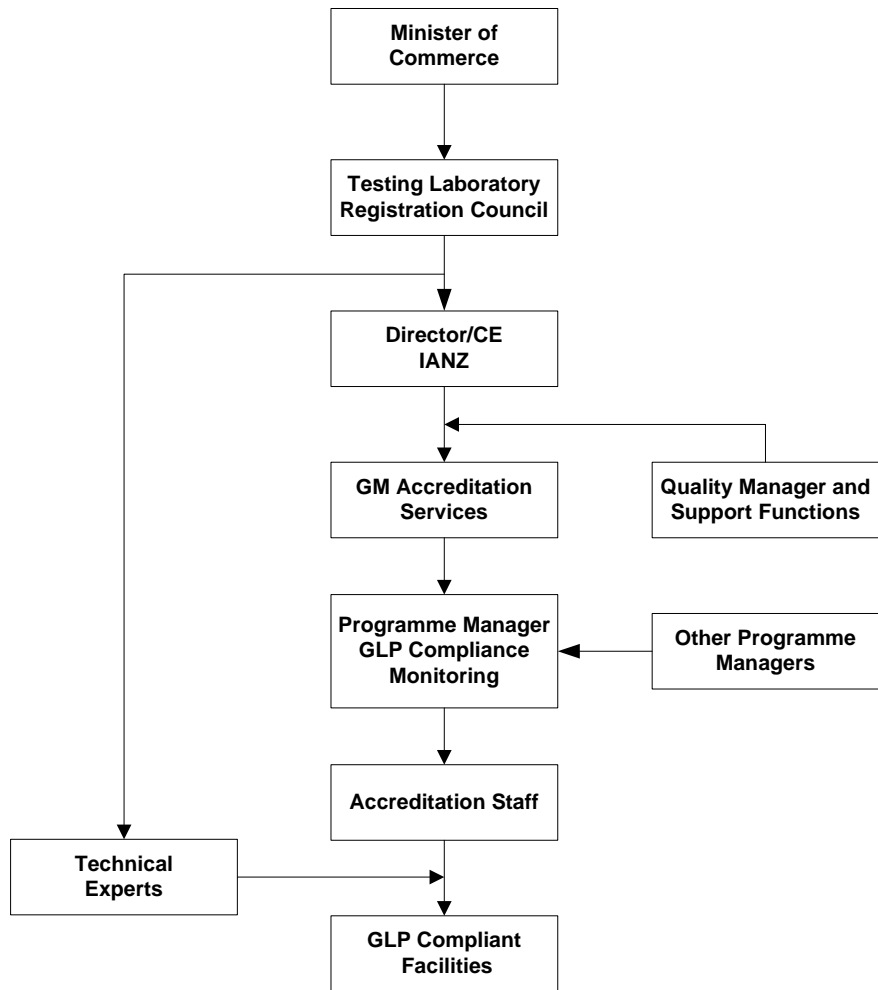 Minister of
Commerce
Testing Laboratory
Registration Council
Director/CE
IANZ
GM Accreditation
Services
Quality Manager and
Support Functions
Programme Manager
GLP Compliance
Monitoring
Other Programme
Managers
Accreditation Staff
Technical
Experts
GLP Compliant
Facilities